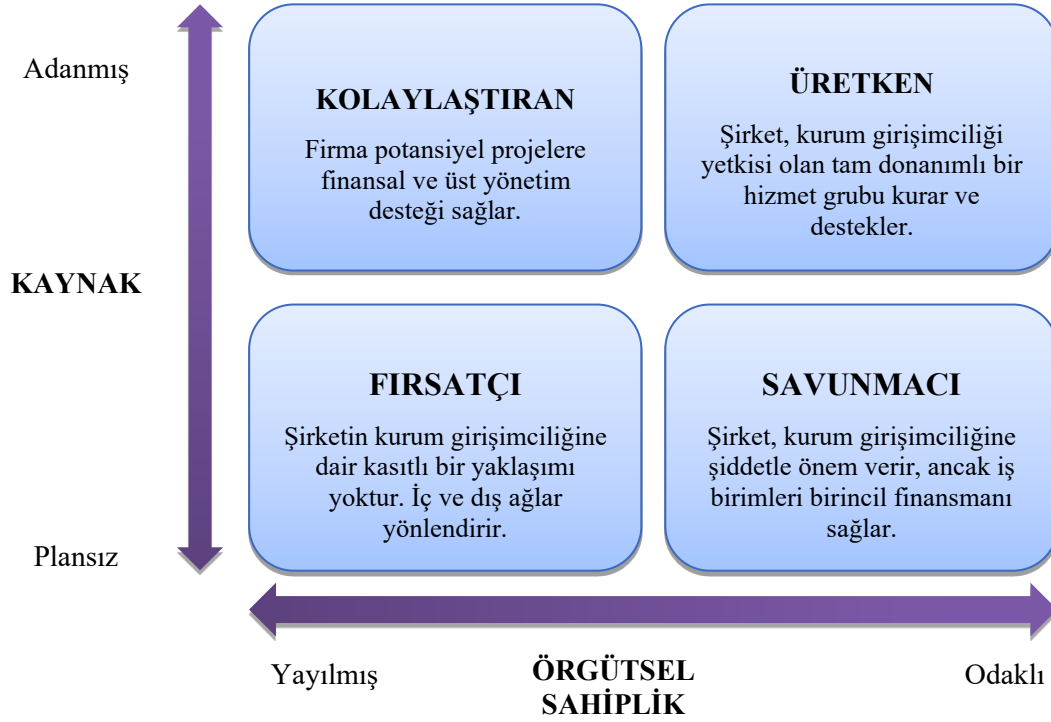 Adanmış
KOLAYLAŞTIRAN
Firma potansiyel projelere
finansal ve üst yönetim
desteği sağlar.
ÜRETKEN
Şirket, kurum girişimciliği
yetkisi olan tam donanımlı bir
hizmet grubu kurar ve
destekler.
KAYNAK
FIRSATÇI
Şirketin kurum girişimciliğine
dair kasıtlı bir yaklaşımı
yoktur. İç ve dış ağlar
yönlendirir.
SAVUNMACI
Şirket, kurum girişimciliğine
şiddetle önem verir, ancak iş
birimleri birincil finansmanı
sağlar.
Plansız
Yayılmış
ÖRGÜTSEL
SAHİPLİK
Odaklı